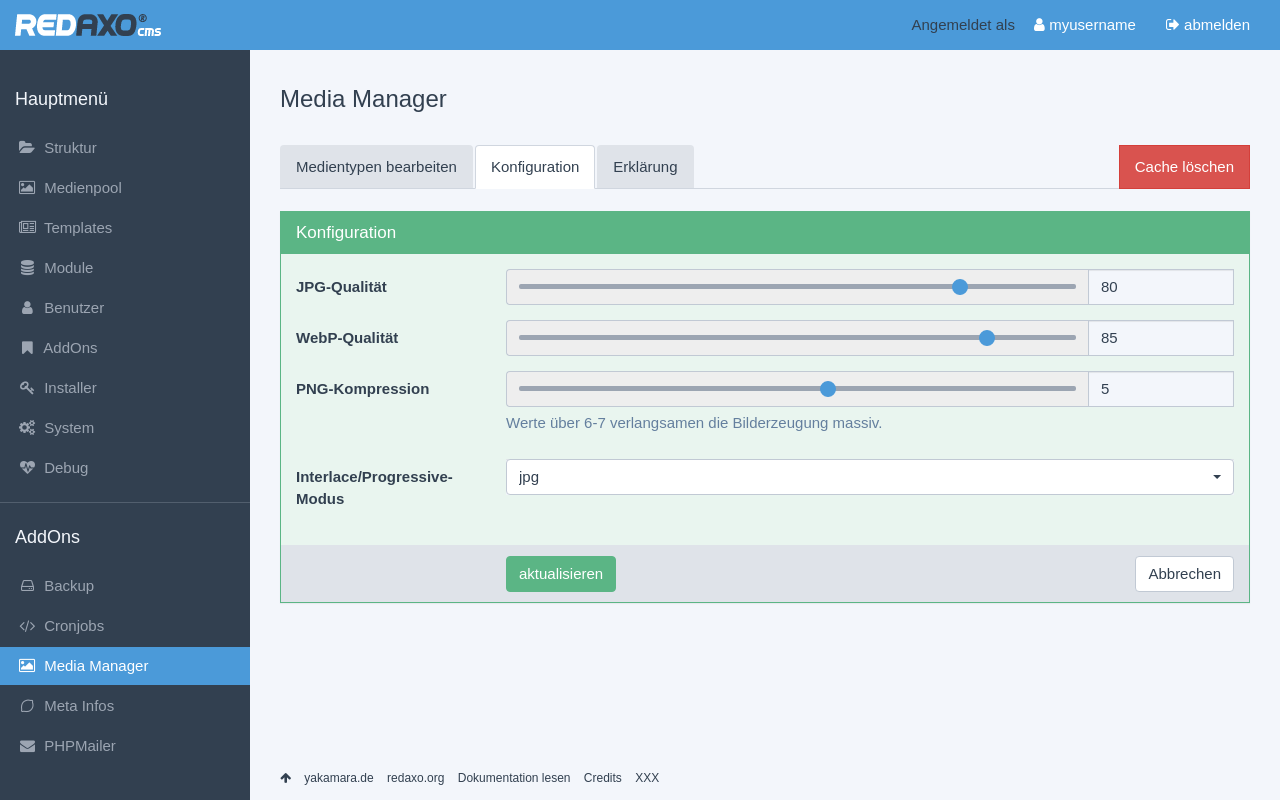 REDAXO® cms
Angemeldet als myusername abmelden
Hauptmenü
Struktur
Medienpool
Templates
Module
Benutzer
AddOns
Installer
System
Debug
AddOns
Backup
Cronjobs
Media Manager
Meta Infos
PHPMailer
Media Manager
Medientypen bearbeiten Konfiguration Erklärung Cache löschen
Konfiguration
JPG-Qualität 80
WebP-Qualität 85
PNG-Kompression 5
Werte über 6-7 verlangsamen die Bilderzeugung massiv.
Interlace/Progressive-
Modus
jpg
aktualisieren Abbrechen
yakamara.de redaxo.org Dokumentation lesen Credits XXX